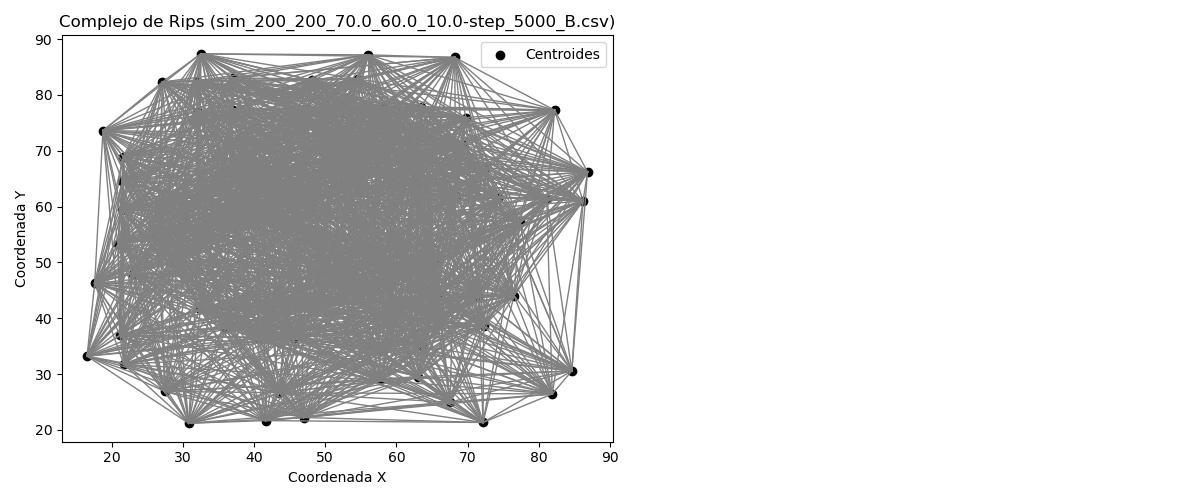 Complejo de Rips (sim_200_200_70.0_60.0_10.0-step_5000_B.csv)
90
80
70
60
50
40
30
20
Coordenada Y
Centroides
20 30 40 50 60 70 80 90
Coordenada X